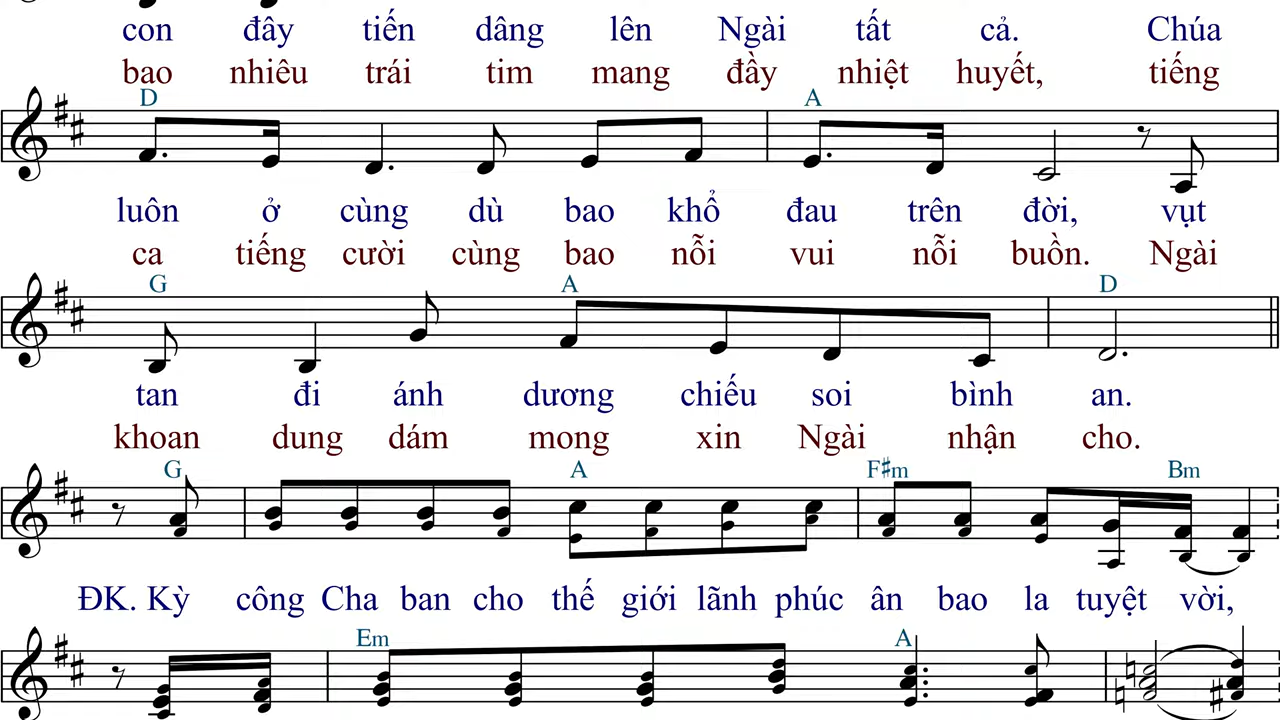 con đây tiến dâng lên Ngài tất cả. Chúa
bao nhiêu trái tim mang đầy nhiệt huyết, tiếng
D A
luôn ở cùng dù bao khổ đau trên đời, vụt
ca tiếng cười cùng bao nỗi vui nỗi buồn. Ngài
G A D
tan đi ánh dương chiếu soi bình an.
khoan dung dám mong xin Ngài nhận cho.
G A F#m Bm
ĐK. Kỳ công Cha ban cho thế giới lãnh phúc ân bao la tuyệt vời,
Em A